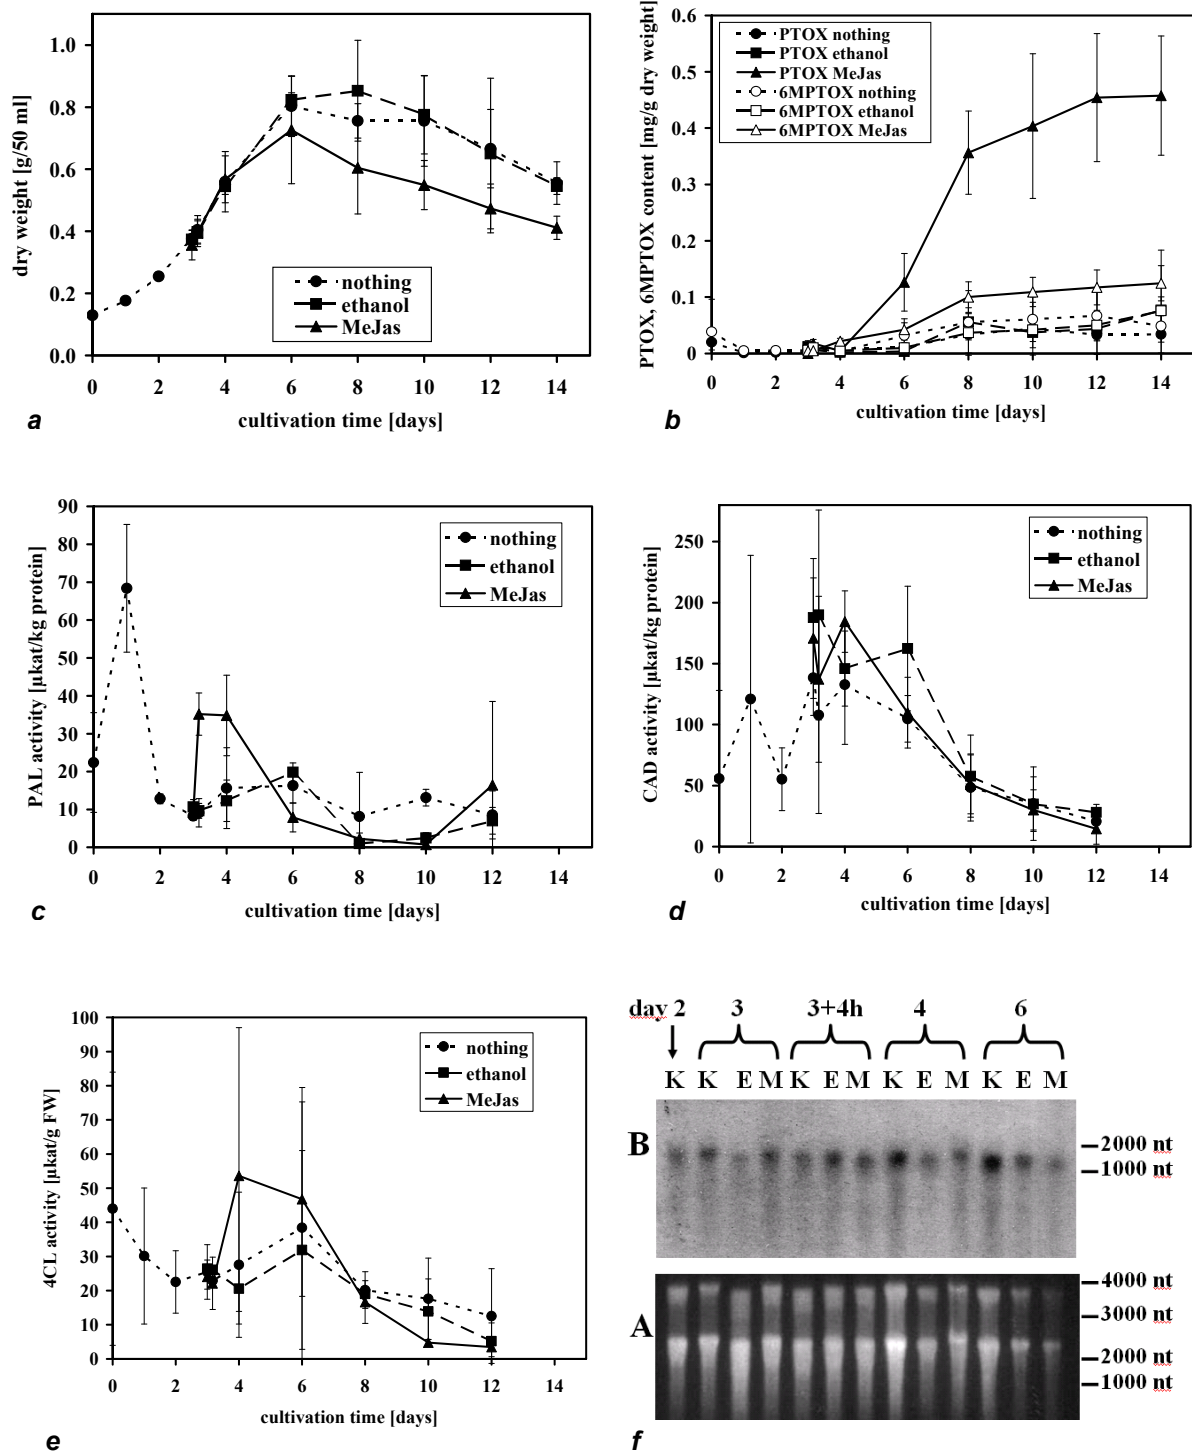 1.0
0.8
0.6
0.4
0.2
0.0
dry weight [g/50 ml]
nothing
ethanol
MeJas
0 2 4 6 8 10 12 14
cultivation time [days]
a
0.6
0.5
0.4
0.3
0.2
0.1
0
PTOX, 6MPTOX content [mg/g dry weight]
PTOX nothing
PTOX ethanol
PTOX MeJas
6MPTOX nothing
6MPTOX ethanol
6MPTOX MeJas
0 2 4 6 8 10 12 14
cultivation time [days]
b
90
80
70
60
50
40
30
20
10
0
PAL activity [µkat/kg protein]
nothing
ethanol
MeJas
0 2 4 6 8 10 12 14
cultivation time [days]
c
250
200
150
100
50
0
CAD activity [µkat/kg protein]
nothing
ethanol
MeJas
0 2 4 6 8 10 12 14
cultivation time [days]
d
100
90
80
70
60
50
40
30
20
10
0
4CL activity [µkat/g FW]
nothing
ethanol
MeJas
0 2 4 6 8 10 12 14
cultivation time [days]
e
day 2 3 3+4h 4 6
K K E M K E M K E M K E M
B
2000 nt
1000 nt
A
4000 nt
3000 nt
2000 nt
1000 nt
f